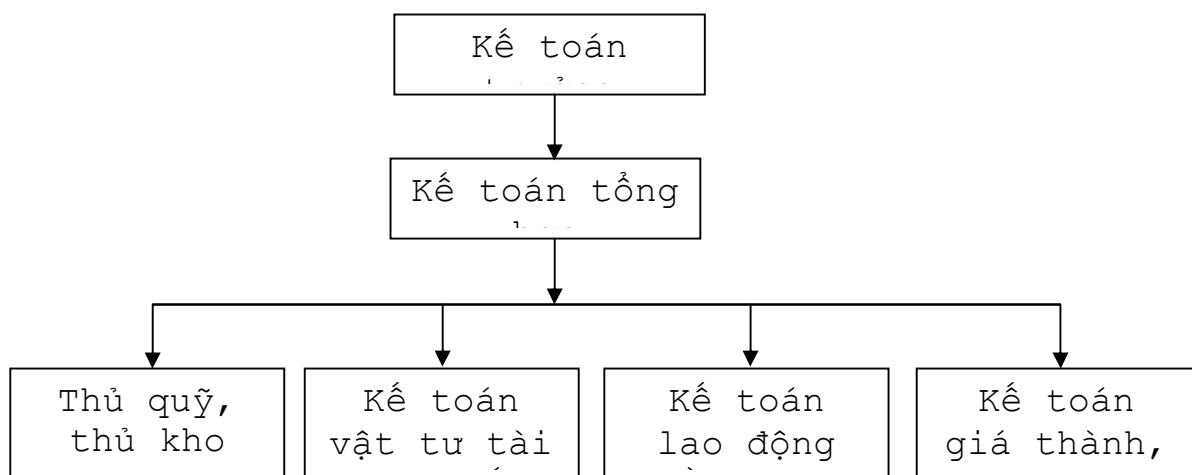 Kế toán
Kế toán tổng
Thủ quỹ,
thủ kho
Kế toán
vật tư tài
Kế toán
lao động
Kế toán
giá thành,